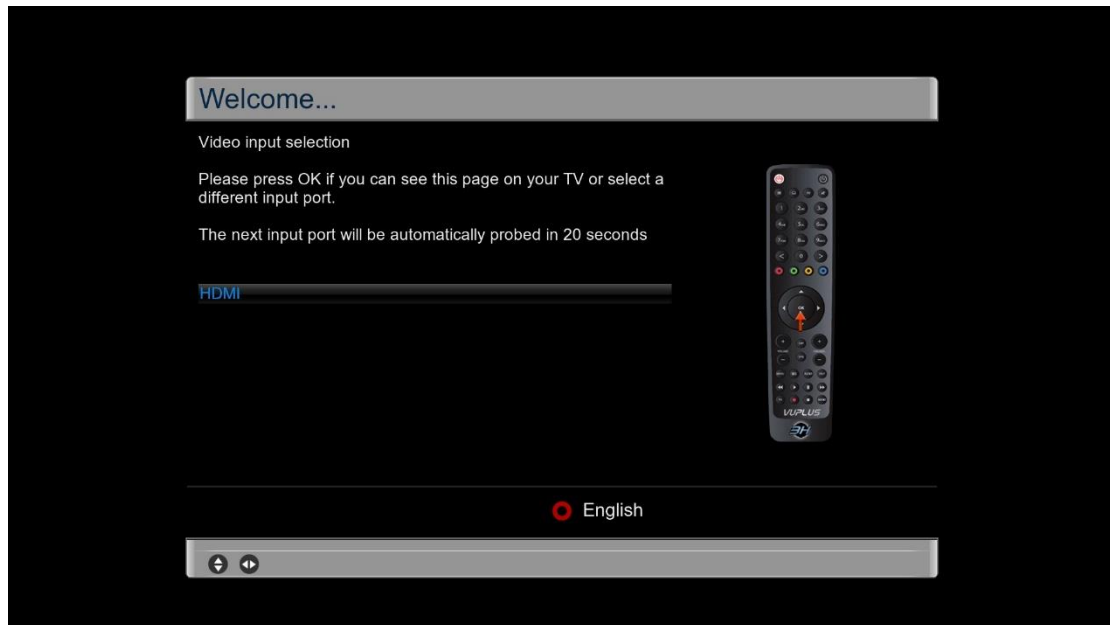 Welcome...
Video input selection
Please press OK if you can see this page on your TV or select a
different input port.
The next input port will be automatically probed in 20 seconds
HDMI
OK
VUPLUS
English